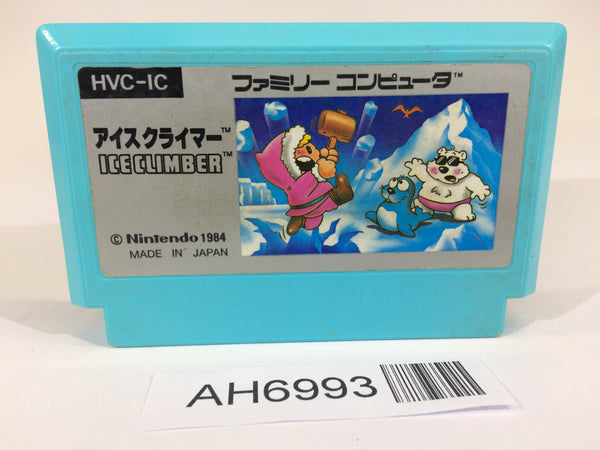 HVC-IC
ファミリー コンピュータ™
アイスクライマー™
ICE CLIMBER™
© Nintendo 1984
MADE IN JAPAN
AH6993